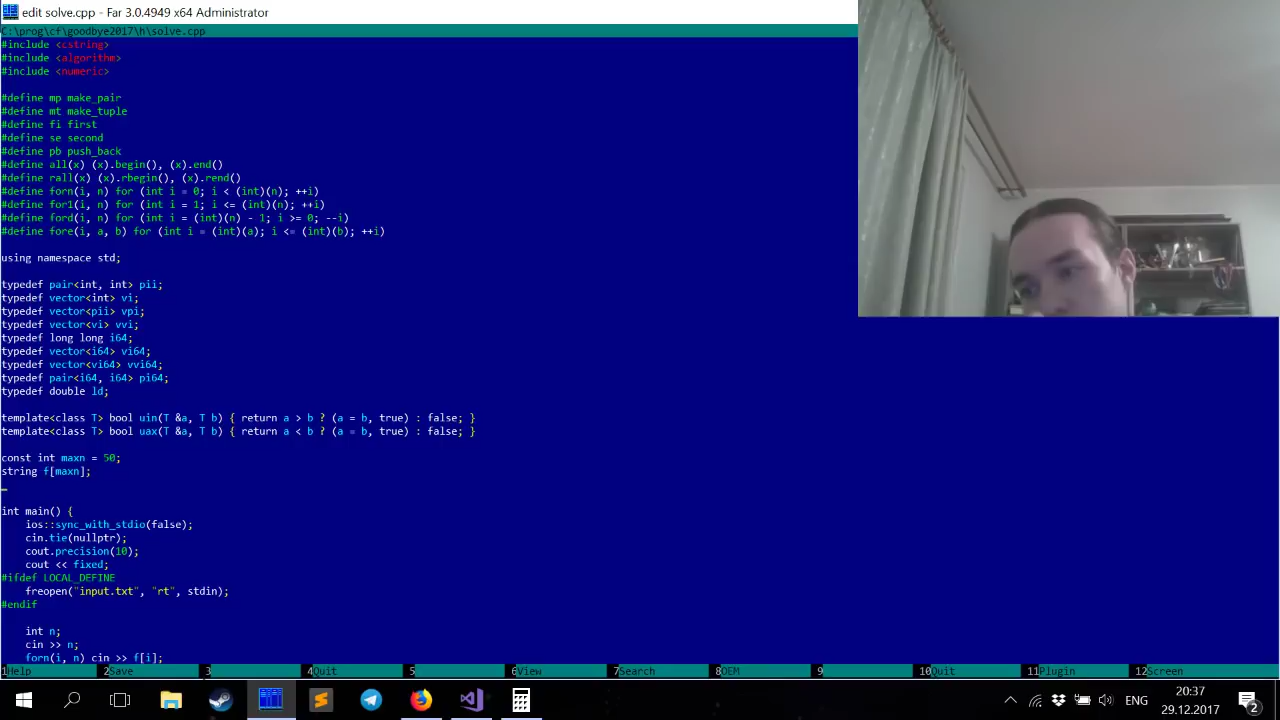 edit solve.cpp - Far 3.0.4949 x64 Administrator
C:\prog\cf\goodbye2017\h\solve.cpp
#include <cstring>
#include <algorithm>
#include <numeric>
#define mp make_pair
#define mt make_tuple
#define fi first
#define se second
#define pb push_back
#define all(x) (x).begin(), (x).end()
#define rall(x) (x).rbegin(), (x).rend()
#define forn(i, n) for (int i = 0; i < (int)(n); ++i)
#define for1(i, n) for (int i = 1; i <= (int)(n); ++i)
#define ford(i, n) for (int i = (int)(n) - 1; i >= 0; --i)
#define fore(i, a, b) for (int i = (int)(a); i <= (int)(b); ++i)
using namespace std;
typedef pair<int, int> pii;
typedef vector<int> vi;
typedef vector<pii> vpi;
typedef vector<vi> vvi;
typedef long long i64;
typedef vector<i64> vi64;
typedef vector<vi64> vvi64;
typedef pair<i64, i64> pi64;
typedef double ld;
template<class T> bool uin(T &a, T b) { return a > b ? (a = b, true) : false; }
template<class T> bool uax(T &a, T b) { return a < b ? (a = b, true) : false; }
const int maxn = 50;
string f[maxn];
int main() {
ios::sync_with_stdio(false);
cin.tie(nullptr);
cout.precision(10);
cout << fixed;
#ifdef LOCAL_DEFINE
freopen("input.txt", "rt", stdin);
#endif
int n;
cin >> n;
forn(i, n) cin >> f[i];
1Help 2Save 3 4Quit 5 6View 7Search 8OEM 9 10Quit 11Plugin 12Screen
ENG 20:37 29.12.2017 2